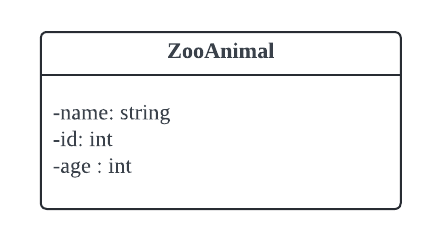 ZooAnimal
-name: string
-id: int
-age : int